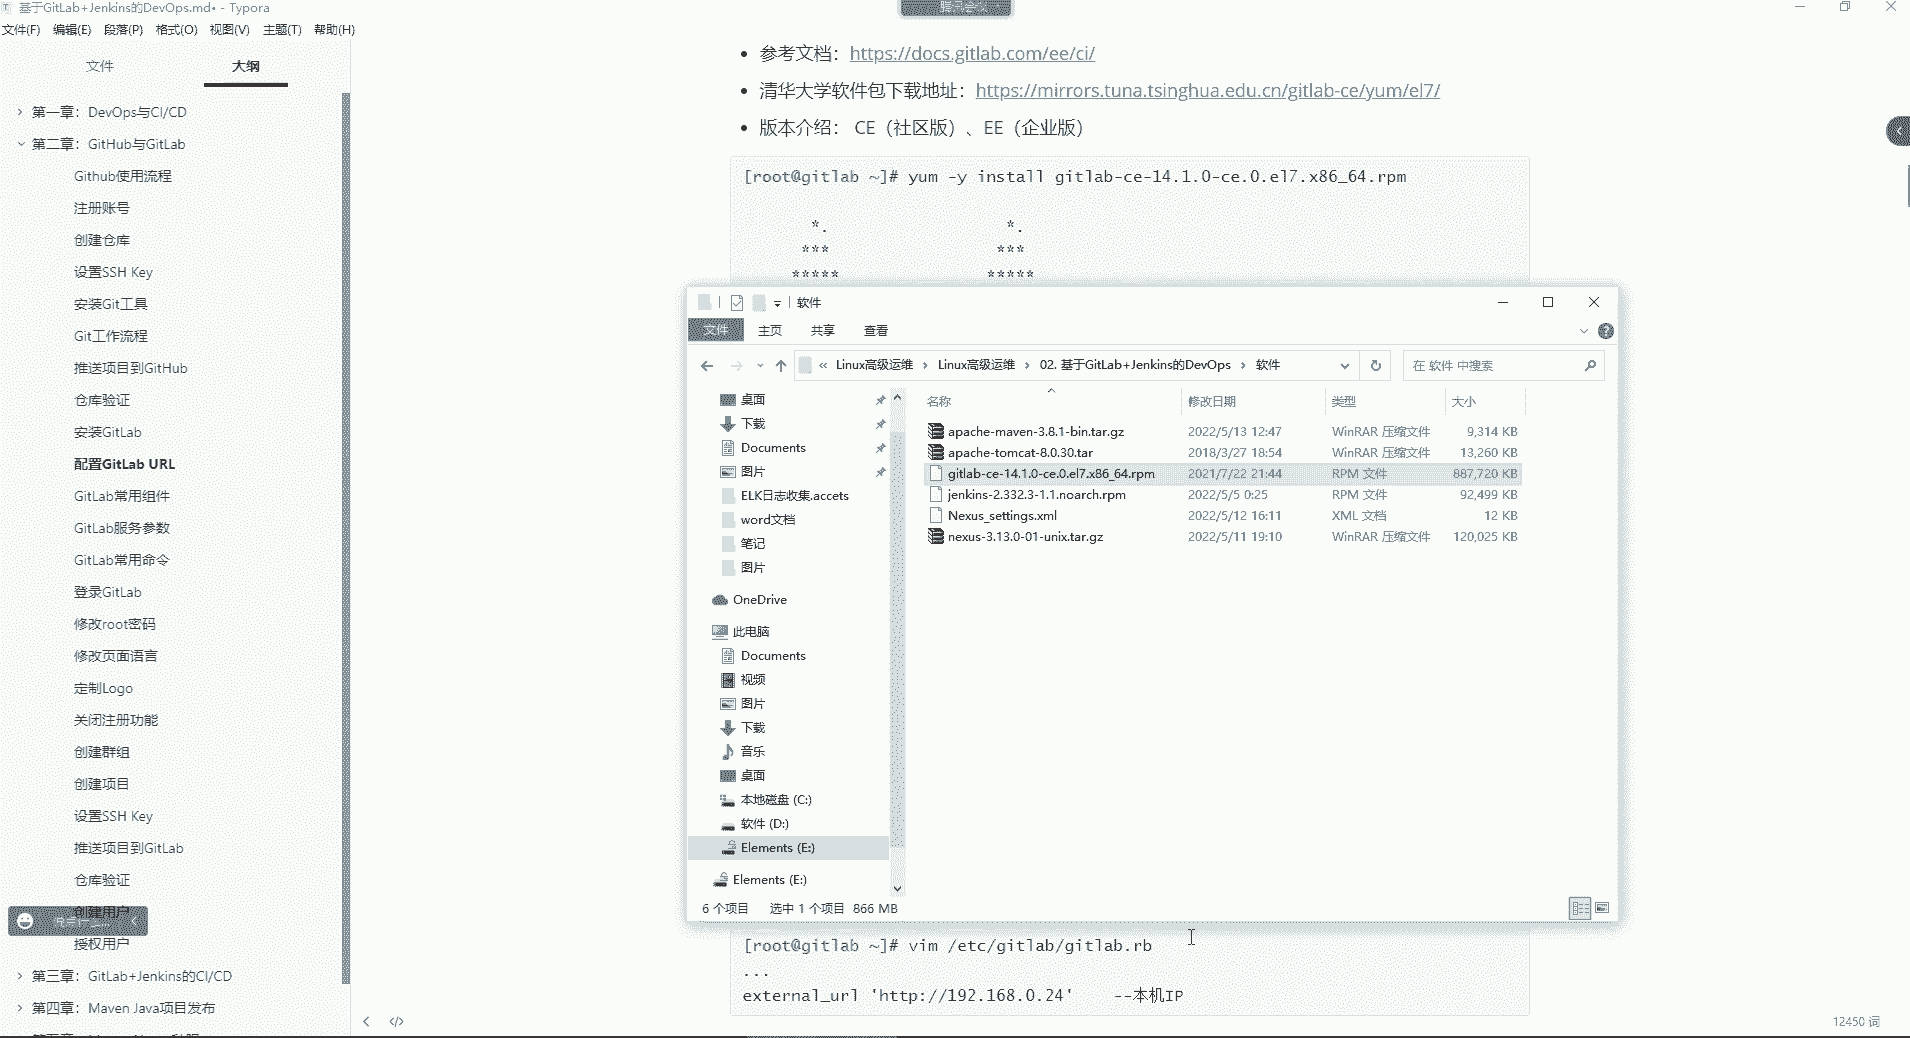 基于GitLab+Jenkins的DevOps.md• - Typora
文件(F) 编辑(E) 段落(P) 格式(O) 视图(V) 主题(T) 帮助(H)
文件 大纲
第一章：DevOps与CI/CD
第二章：GitHub与GitLab
Github使用流程
注册账号
创建仓库
设置SSH Key
安装Git工具
Git工作流程
推送项目到GitHub
仓库验证
安装GitLab
配置GitLab URL
GitLab常用组件
GitLab服务参数
GitLab常用命令
登录GitLab
修改root密码
修改页面语言
定制Logo
关闭注册功能
创建群组
创建项目
设置SSH Key
推送项目到GitLab
仓库验证
创建用户
授权用户
第三章：GitLab+Jenkins的CI/CD
第四章：Maven Java项目发布
腾讯会议
参考文档：https://docs.gitlab.com/ee/ci/
清华大学软件包下载地址：https://mirrors.tuna.tsinghua.edu.cn/gitlab-ce/yum/el7/
版本介绍： CE（社区版）、EE（企业版）
[root@gitlab ~]# yum -y install gitlab-ce-14.1.0-ce.0.el7.x86_64.rpm
*. *.
*** ***
***** *****
软件
文件 主页 共享 查看
« Linux高级运维 › Linux高级运维 › 02. 基于GitLab+Jenkins的DevOps › 软件
在 软件 中搜索
桌面
下载
Documents
图片
ELK日志收集.accets
word文档
笔记
图片
OneDrive
此电脑
Documents
视频
图片
下载
音乐
桌面
本地磁盘 (C:)
软件 (D:)
Elements (E:)
Elements (E:)
名称 修改日期 类型 大小
apache-maven-3.8.1-bin.tar.gz 2022/5/13 12:47 WinRAR 压缩文件 9,314 KB
apache-tomcat-8.0.30.tar 2018/3/27 18:54 WinRAR 压缩文件 13,260 KB
gitlab-ce-14.1.0-ce.0.el7.x86_64.rpm 2021/7/22 21:44 RPM 文件 887,720 KB
jenkins-2.332.3-1.1.noarch.rpm 2022/5/5 0:25 RPM 文件 92,499 KB
Nexus_settings.xml 2022/5/12 16:11 XML 文档 12 KB
nexus-3.13.0-01-unix.tar.gz 2022/5/11 19:10 WinRAR 压缩文件 120,025 KB
6 个项目 选中 1 个项目 866 MB
[root@gitlab ~]# vim /etc/gitlab/gitlab.rb
...
external_url 'http://192.168.0.24' --本机IP
12450 词